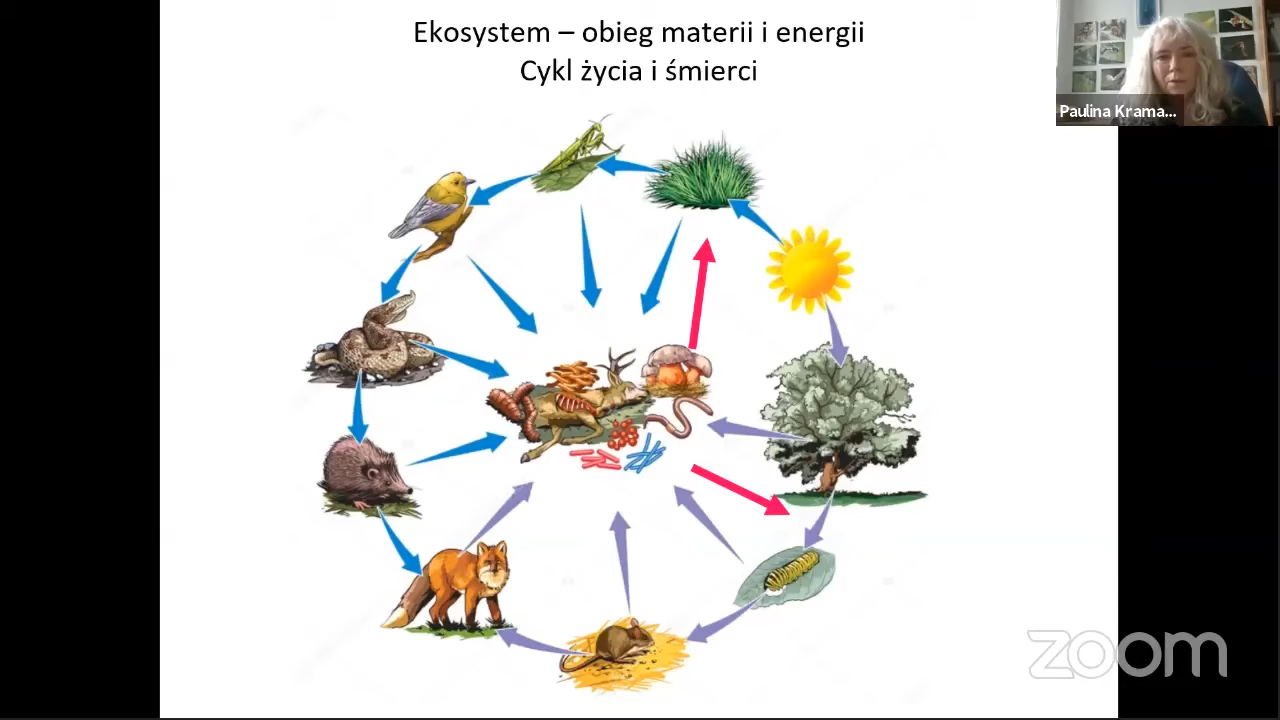 Ekosystem – obieg materii i energii
Cykl życia i śmierci
Paulina Krama...
zoom